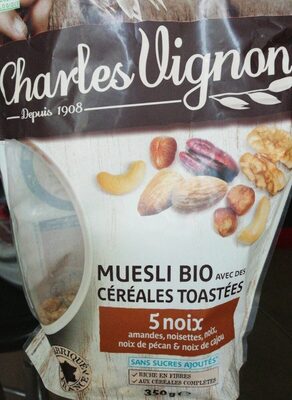 Charles Vignon
Depuis 1908
MUESLI BIO AVEC DES
CÉRÉALES TOASTÉES
5 noix
amandes, noisettes, noix,
noix de pécan & noix de cajou
SANS SUCRES AJOUTÉS*
✓ RICHE EN FIBRES
✓ AUX CÉRÉALES COMPLÈTES
350g e